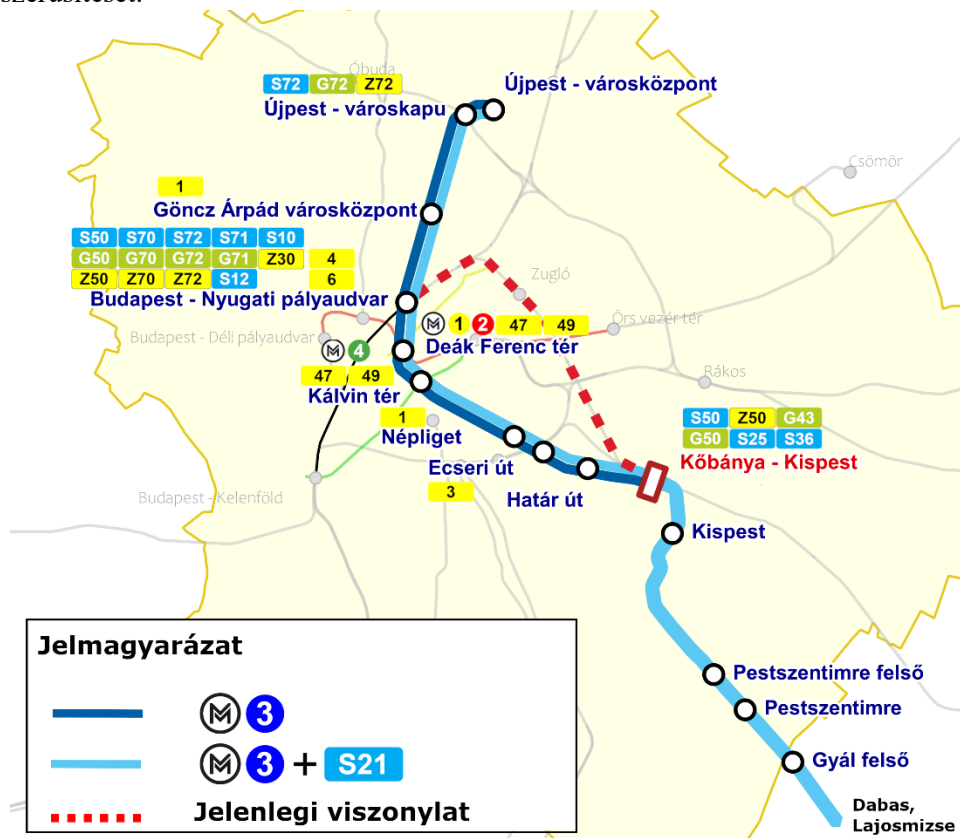 szerűsítését.
Óbuda
S72 G72 Z72
Újpest - városközpont
Újpest - városkapu
Csömör
1
Göncz Árpád városközpont
S50 S70 S72 S71 S10
G50 G70 G72 G71 Z30 4
Z50 Z70 Z72 S12 6
Zugló
Budapest - Nyugati pályaudvar
M 1 2 47 49
Örs vezér tér
Budapest - Déli pályaudvar
M 4
Deák Ferenc tér
47 49
Kálvin tér
Rákos
1
Népliget
S50 Z50 G43
G50 S25 S36
Ecseri út
Kőbánya - Kispest
3
Határ út
Budapest - Kelenföld
Kispest
Jelmagyarázat
M 3
M 3 + S21
Jelenlegi viszonylat
Pestszentimre felső
Pestszentimre
Gyál felső
Dabas,
Lajosmizse